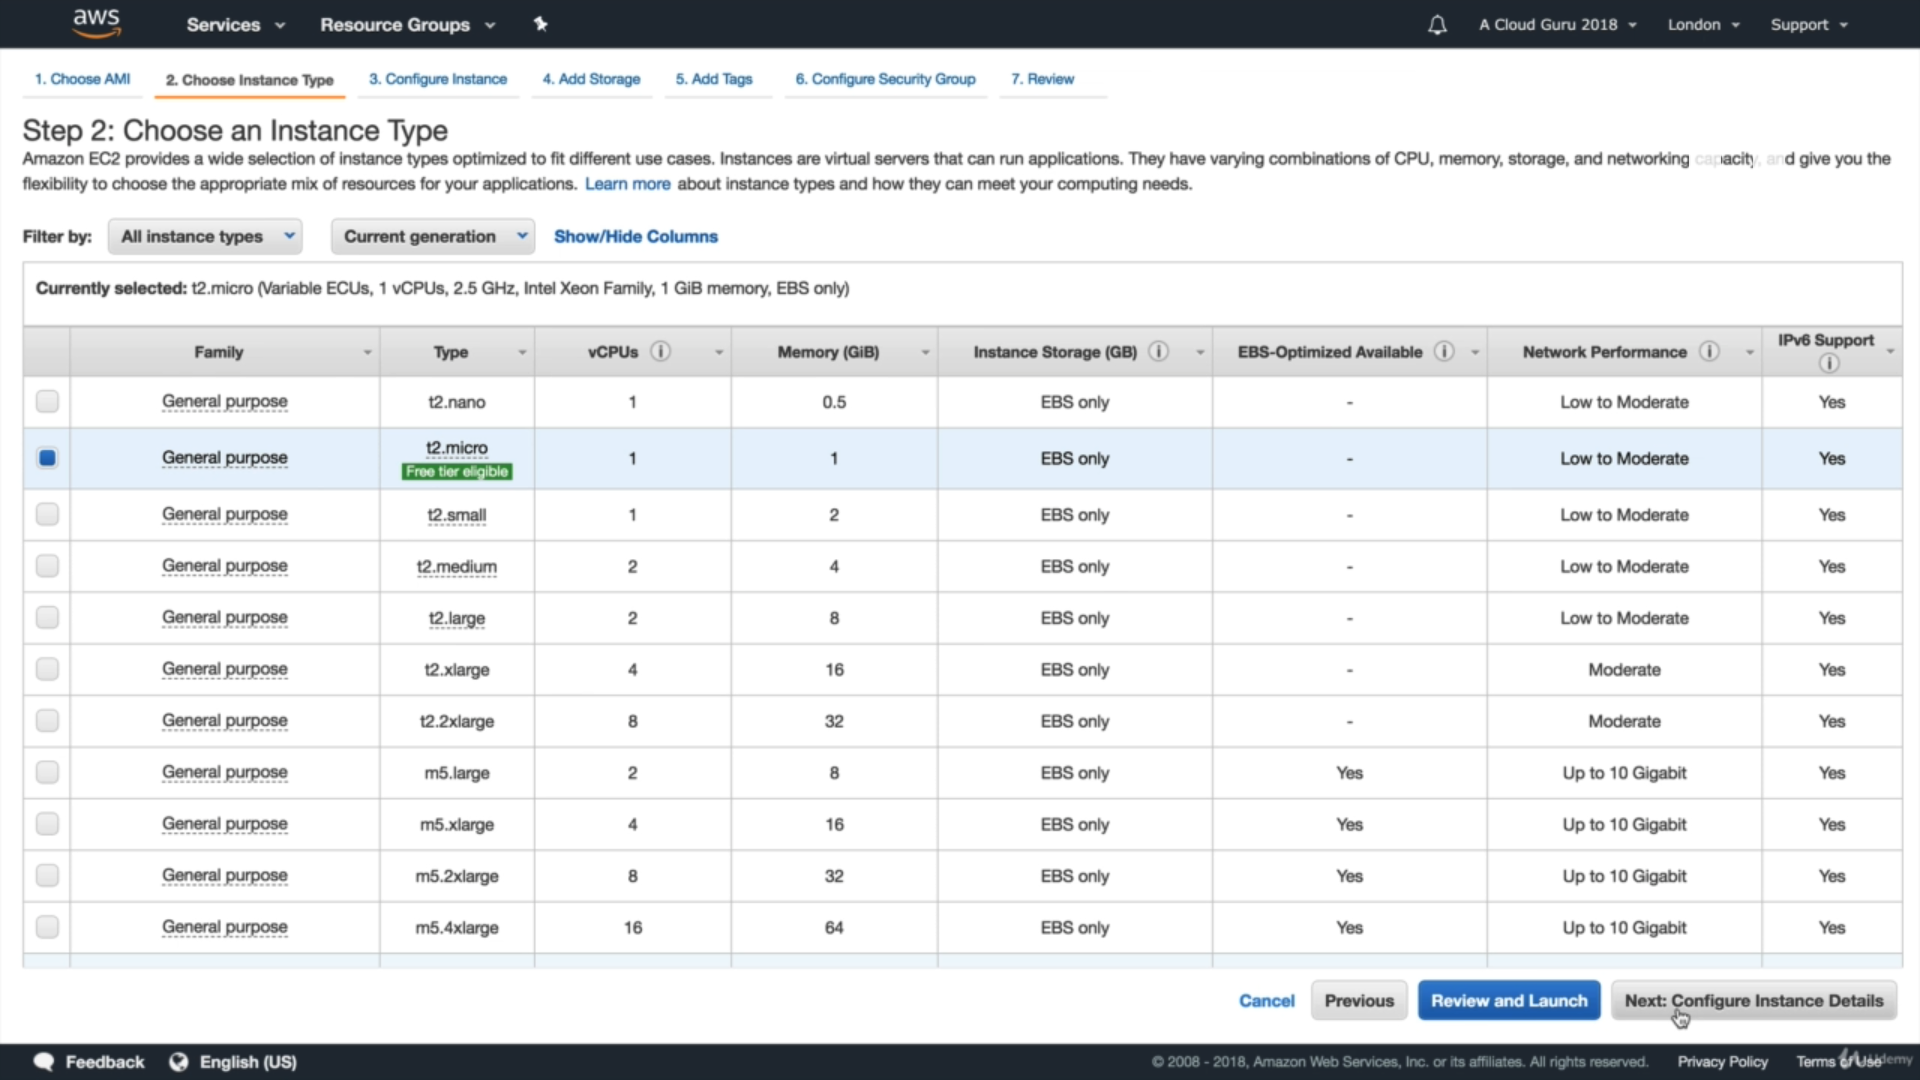 aws Services Resource Groups A Cloud Guru 2018 London Support
1. Choose AMI 2. Choose Instance Type 3. Configure Instance 4. Add Storage 5. Add Tags 6. Configure Security Group 7. Review
Step 2: Choose an Instance Type
Amazon EC2 provides a wide selection of instance types optimized to fit different use cases. Instances are virtual servers that can run applications. They have varying combinations of CPU, memory, storage, and networking capacity, and give you the
flexibility to choose the appropriate mix of resources for your applications. Learn more about instance types and how they can meet your computing needs.
Filter by: All instance types Current generation Show/Hide Columns
Currently selected: t2.micro (Variable ECUs, 1 vCPUs, 2.5 GHz, Intel Xeon Family, 1 GiB memory, EBS only)
Family Type vCPUs Memory (GiB) Instance Storage (GB) EBS-Optimized Available Network Performance IPv6 Support
General purpose t2.nano 1 0.5 EBS only - Low to Moderate Yes
General purpose t2.micro 1 1 EBS only - Low to Moderate Yes
Free tier eligible
General purpose t2.small 1 2 EBS only - Low to Moderate Yes
General purpose t2.medium 2 4 EBS only - Low to Moderate Yes
General purpose t2.large 2 8 EBS only - Low to Moderate Yes
General purpose t2.xlarge 4 16 EBS only - Moderate Yes
General purpose t2.2xlarge 8 32 EBS only - Moderate Yes
General purpose m5.large 2 8 EBS only Yes Up to 10 Gigabit Yes
General purpose m5.xlarge 4 16 EBS only Yes Up to 10 Gigabit Yes
General purpose m5.2xlarge 8 32 EBS only Yes Up to 10 Gigabit Yes
General purpose m5.4xlarge 16 64 EBS only Yes Up to 10 Gigabit Yes
Cancel Previous Review and Launch Next: Configure Instance Details
Feedback English (US) © 2008 - 2018, Amazon Web Services, Inc. or its affiliates. All rights reserved. Privacy Policy Terms of Use
Udemy